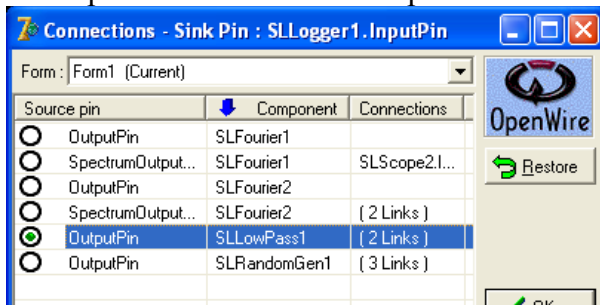 Connections - Sink Pin : SLLogger1.InputPin
Form : Form1 (Current)
OpenWire
Source pin Component Connections
Restore
OutputPin SLFourier1
SpectrumOutput... SLFourier1 SLScope2.I...
OutputPin SLFourier2
SpectrumOutput... SLFourier2 ( 2 Links )
OutputPin SLLowPass1 ( 2 Links )
OutputPin SLRandomGen1 ( 3 Links )